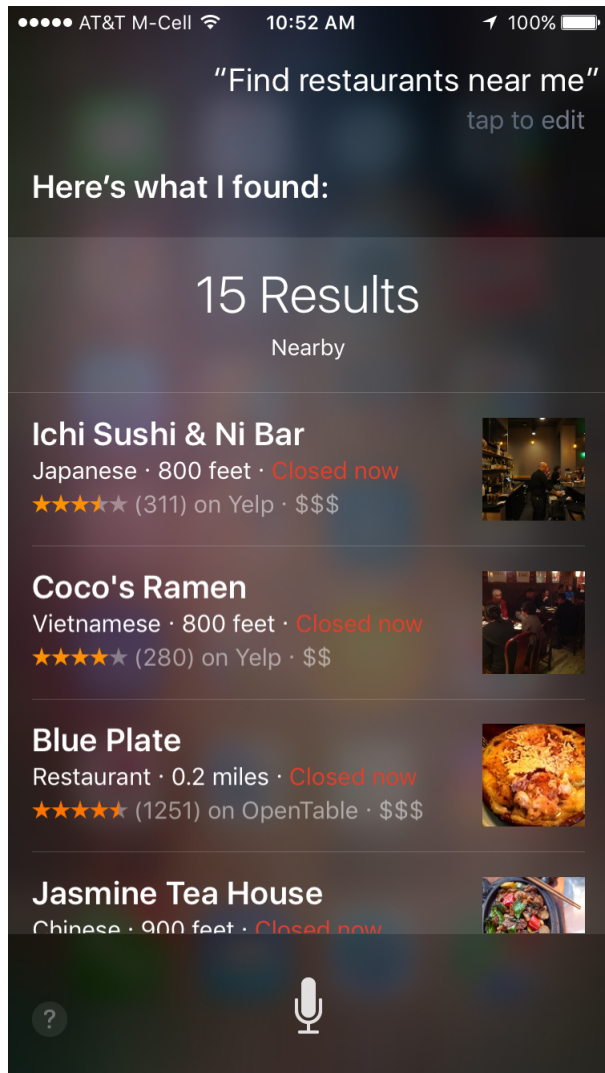 AT&T M-Cell 10:52 AM 100%
“Find restaurants near me”
tap to edit
Here’s what I found:
15 Results
Nearby
Ichi Sushi & Ni Bar
Japanese · 800 feet · Closed now
(311) on Yelp · $$$
Coco's Ramen
Vietnamese · 800 feet · Closed now
(280) on Yelp · $$
Blue Plate
Restaurant · 0.2 miles · Closed now
(1251) on OpenTable · $$$
Jasmine Tea House
Chinese · 900 feet · Closed now
?